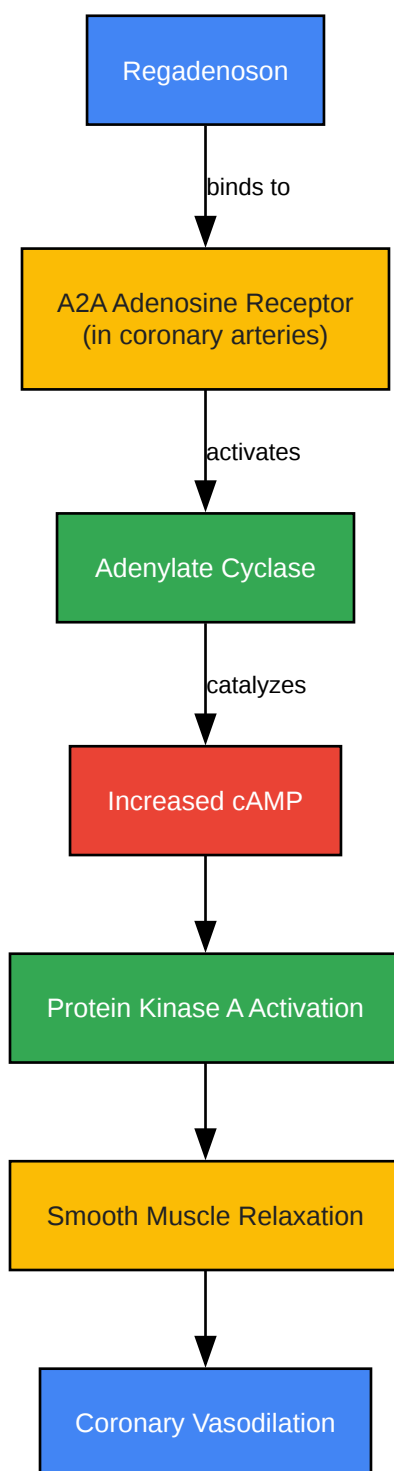 Regadenoson
binds to
A2A Adenosine Receptor
(in coronary arteries)
activates
Adenylate Cyclase
catalyzes
Increased cAMP
Protein Kinase A Activation
Smooth Muscle Relaxation
Coronary Vasodilation